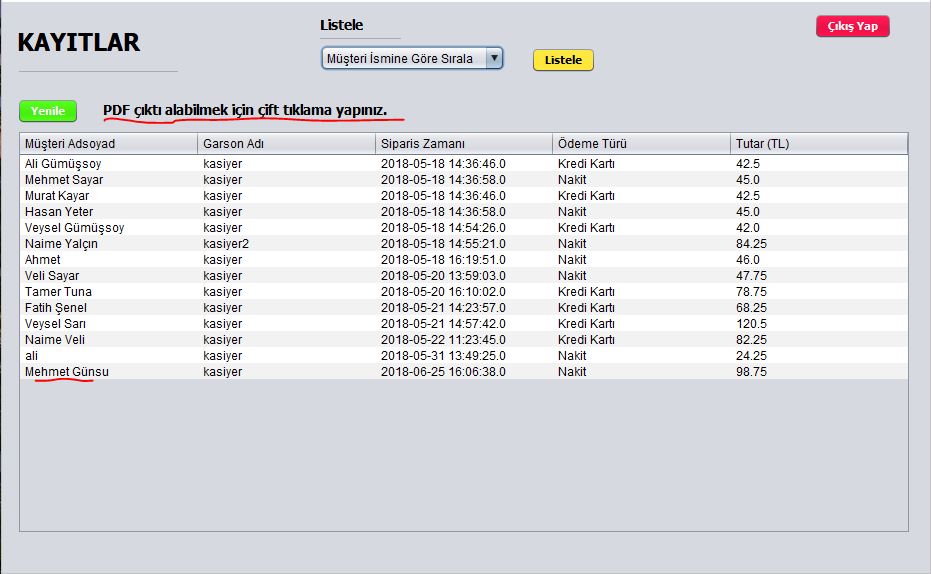 Listele
Çıkış Yap
KAYITLAR
Müşteri İsmine Göre Sırala
Listele
Yenile
PDF çıktı alabilmek için çift tıklama yapınız.
Müşteri Adsoyad Garson Adı Siparis Zamanı Ödeme Türü Tutar (TL)
Ali Gümüşsoy kasiyer 2018-05-18 14:36:46.0 Kredi Kartı 42.5
Mehmet Sayar kasiyer 2018-05-18 14:36:58.0 Nakit 45.0
Murat Kayar kasiyer 2018-05-18 14:36:46.0 Kredi Kartı 42.5
Hasan Yeter kasiyer 2018-05-18 14:36:58.0 Nakit 45.0
Veysel Gümüşsoy kasiyer 2018-05-18 14:54:26.0 Kredi Kartı 42.0
Naime Yalçın kasiyer2 2018-05-18 14:55:21.0 Nakit 84.25
Ahmet kasiyer 2018-05-18 16:19:51.0 Nakit 46.0
Veli Sayar kasiyer 2018-05-20 13:59:03.0 Nakit 47.75
Tamer Tuna kasiyer 2018-05-20 16:10:02.0 Kredi Kartı 78.75
Fatih Şenel kasiyer 2018-05-21 14:23:57.0 Kredi Kartı 68.25
Veysel Sarı kasiyer 2018-05-21 14:57:42.0 Kredi Kartı 120.5
Naime Veli kasiyer 2018-05-22 11:23:45.0 Kredi Kartı 82.25
ali kasiyer 2018-05-31 13:49:25.0 Nakit 24.25
Mehmet Günsu kasiyer 2018-06-25 16:06:38.0 Nakit 98.75